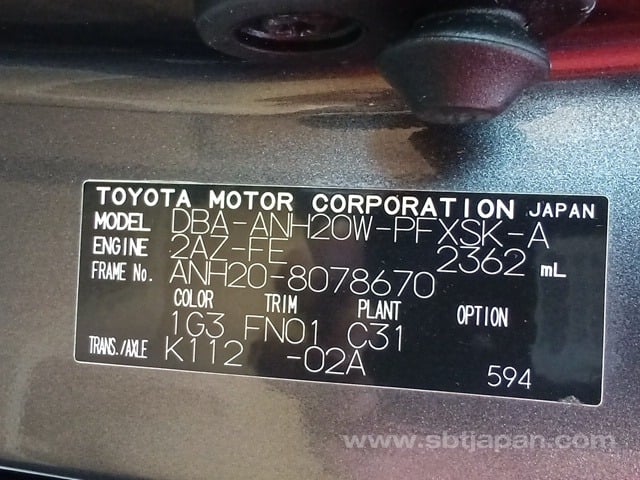 TOYOTA MOTOR CORPORATION JAPAN
MODEL DBA-ANH20W-PFXSK-A
ENGINE 2AZ-FE 2362 mL
FRAME No. ANH20-8078670
COLOR TRIM PLANT OPTION
1G3 FN01 C31
TRANS./AXLE K112 -02A
594
www.sbtjapan.com